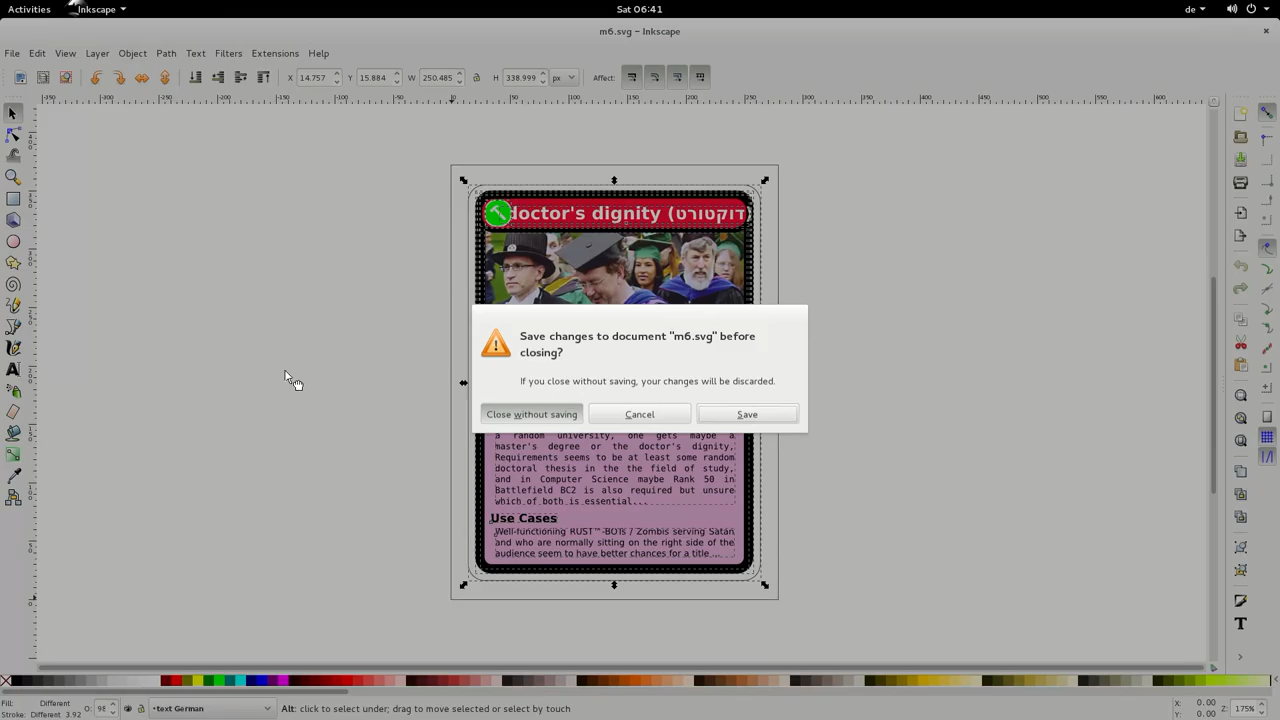 Activities
Inkscape
Sat 06:41
de
m6.svg – Inkscape
File Edit View Layer Object Path Text Filters Extensions Help
X 14.757 Y 15.884 W 250.485 H 338.999 px Affect:
doctor's dignity (דוקטורט
Save changes to document "m6.svg" before
closing?
If you close without saving, your changes will be discarded.
Close without saving Cancel Save
a random university, one gets maybe a
master's degree or the doctor's dignity,
Requirements seems to be at least some random
doctoral thesis in the the field of study,
and in Computer Science maybe Rank 50 in
Battlefield BC2 is also required but unsure
which of both is essential...
Use Cases
Well-functioning RUST™-BOTs / Zombis serving Satan
and who are normally sitting on the right side of the
audience seem to have better chances for a title...
Fill: Different
Stroke: Different 3.92
O: 98
•text German
Alt: click to select under; drag to move selected or select by touch
X: 0.00
Y: 0.00
Z: 175%